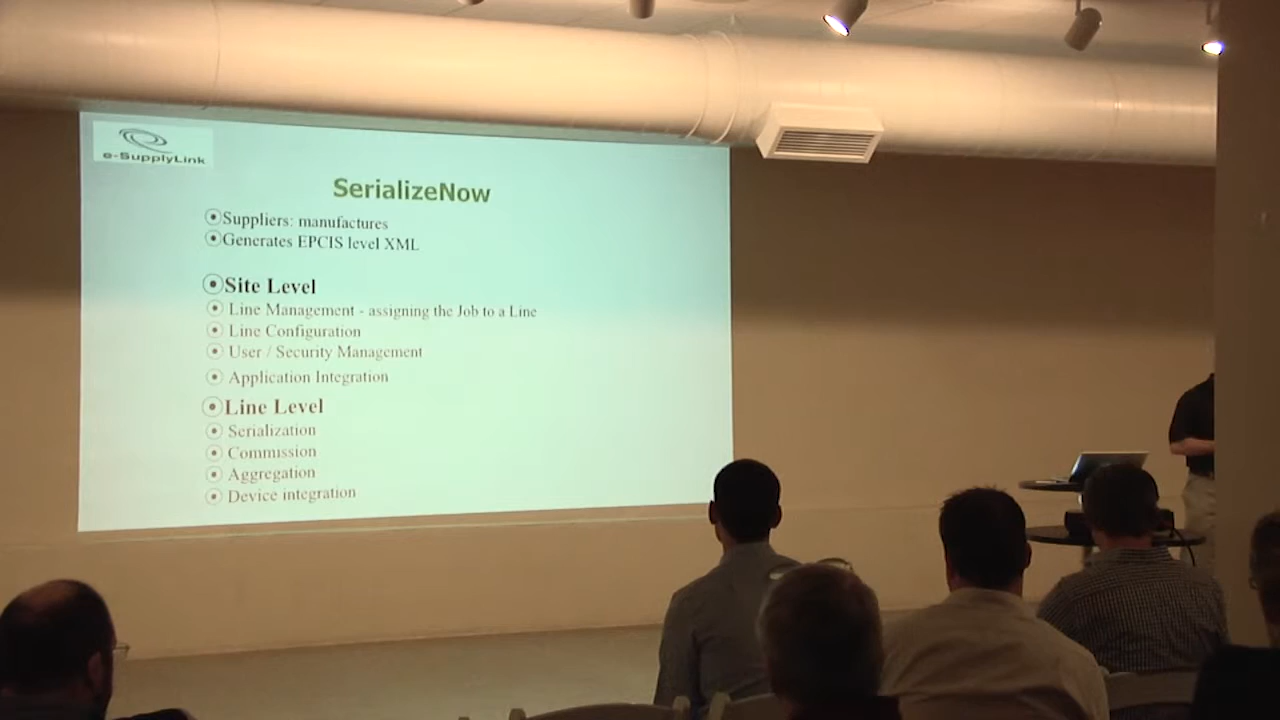 e-SupplyLink
SerializeNow
Suppliers: manufactures
Generates EPCIS level XML
Site Level
Line Management - assigning the Job to a Line
Line Configuration
User / Security Management
Application Integration
Line Level
Serialization
Commission
Aggregation
Device integration